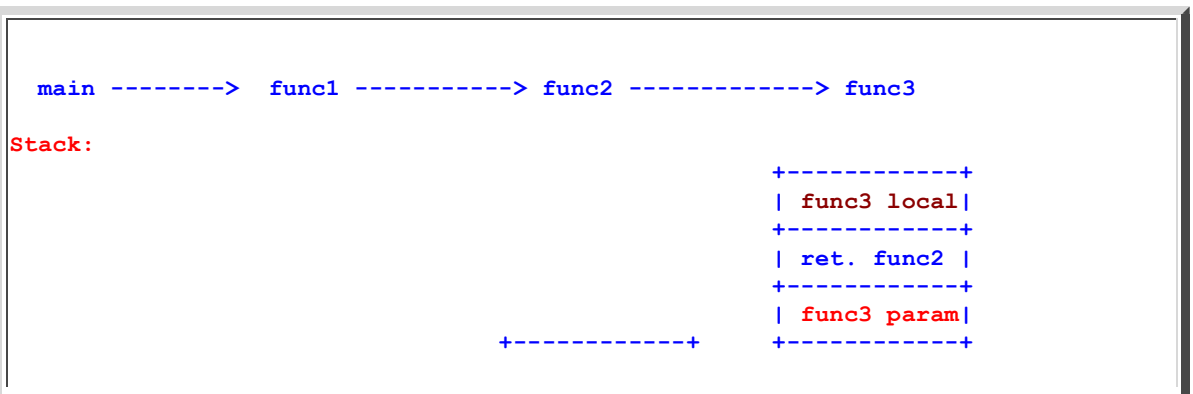 main --------> func1 -----------> func2 -------------> func3
Stack:
+------------+
| func3 local|
+------------+
| ret. func2 |
+------------+
| func3 param|
+------------+ +------------+